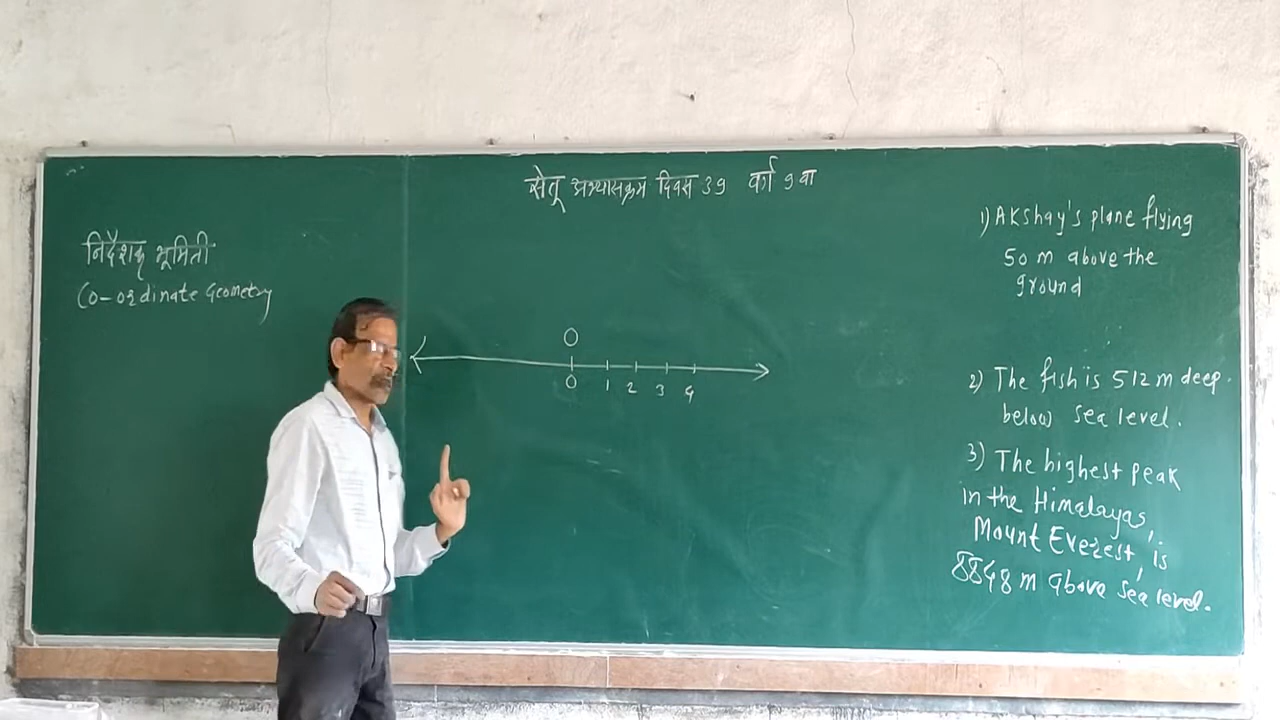 सेतू अभ्यासक्रम दिवस 39 वर्ग 9 वा
निर्देशक भूमिती
Co-ordinate Geometry
0
0 1 2 3 4
1) Akshay's plane flying
50 m above the
ground
2) The fish is 512 m deep.
below sea level.
3) The highest peak
in the Himalayas,
Mount Everest, is
8848 m above sea level.